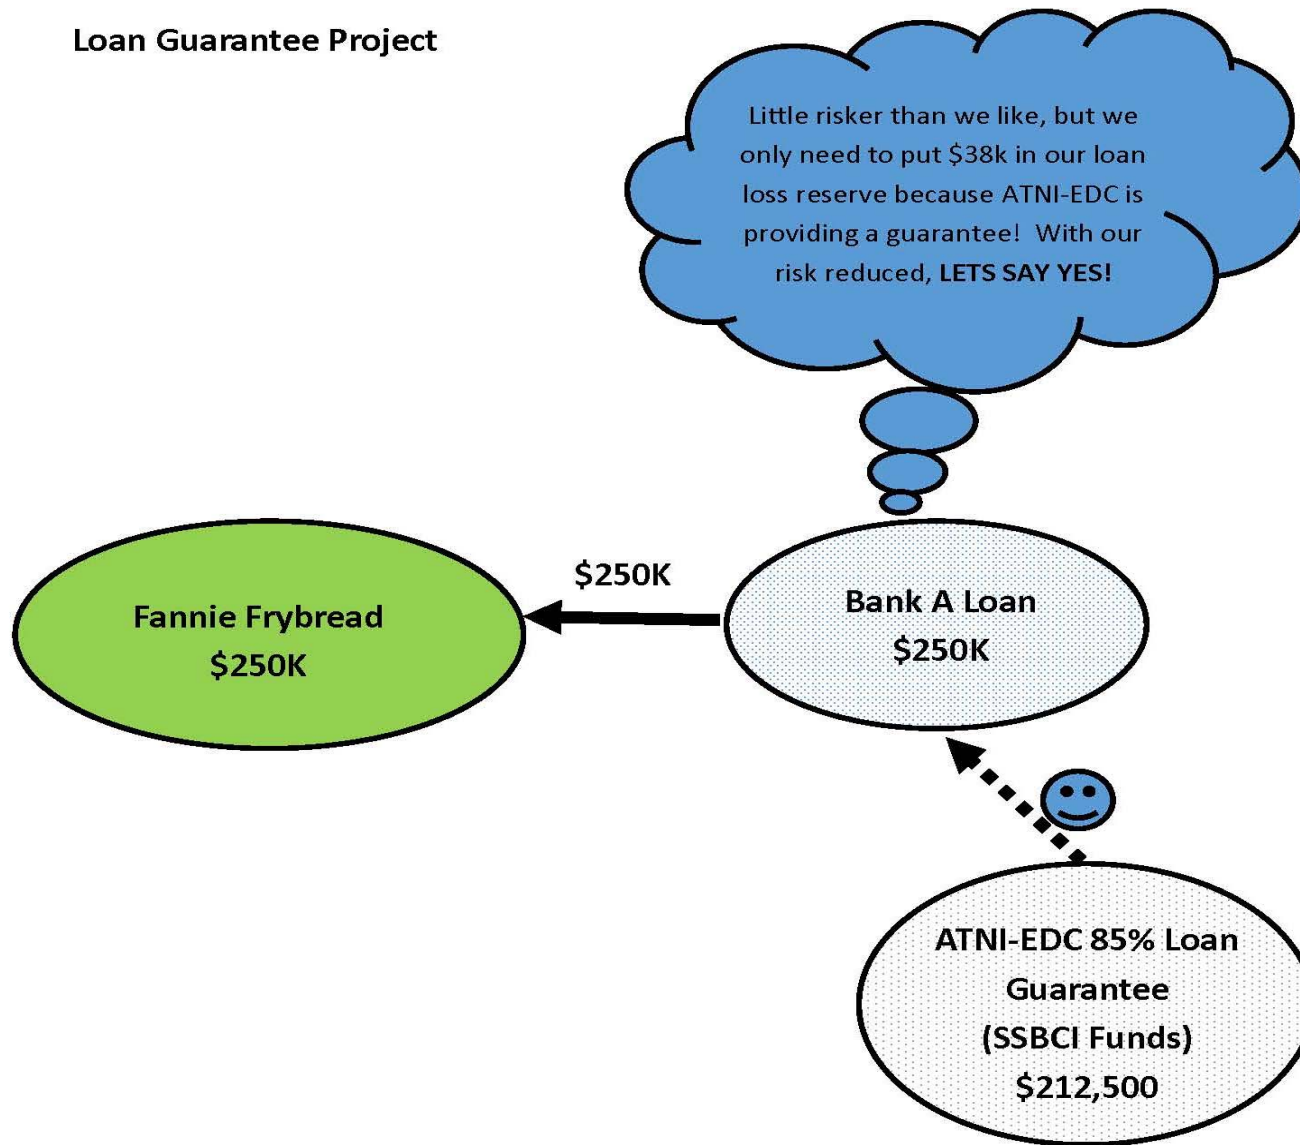 Loan Guarantee Project
Little risker than we like, but we
only need to put $38k in our loan
loss reserve because ATNI-EDC is
providing a guarantee!  With our
risk reduced, LETS SAY YES!
$250K
Fannie Frybread
$250K
Bank A Loan
$250K
ATNI-EDC 85% Loan
Guarantee
(SSBCI Funds)
$212,500